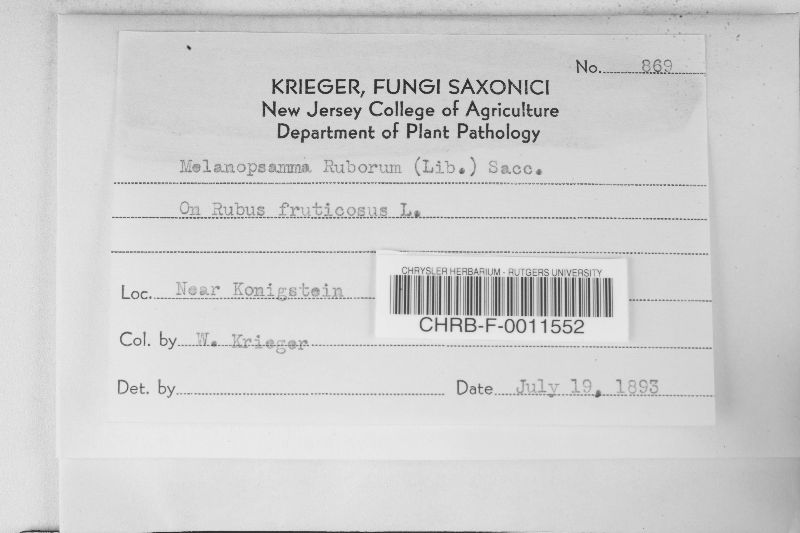 No. 869
KRIEGER, FUNGI SAXONICI
New Jersey College of Agriculture
Department of Plant Pathology
Melanopsamma Ruborum (Lib.) Sacc.
On Rubus fruticosus L.
CHRYSLER HERBARIUM - RUTGERS UNIVERSITY
Loc. Near Konigstein
CHRB-F-0011552
Col. by W. Krieger
Det. by
Date July 19, 1893